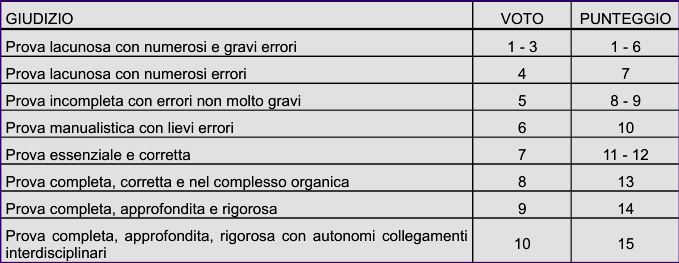 GIUDIZIO VOTO PUNTEGGIO
Prova lacunosa con numerosi e gravi errori 1 - 3 1 - 6
Prova lacunosa con numerosi errori 4 7
Prova incompleta con errori non molto gravi 5 8 - 9
Prova manualistica con lievi errori 6 10
Prova essenziale e corretta 7 11 - 12
Prova completa, corretta e nel complesso organica 8 13
Prova completa, approfondita e rigorosa 9 14
Prova completa, approfondita, rigorosa con autonomi collegamenti
interdisciplinari 10 15